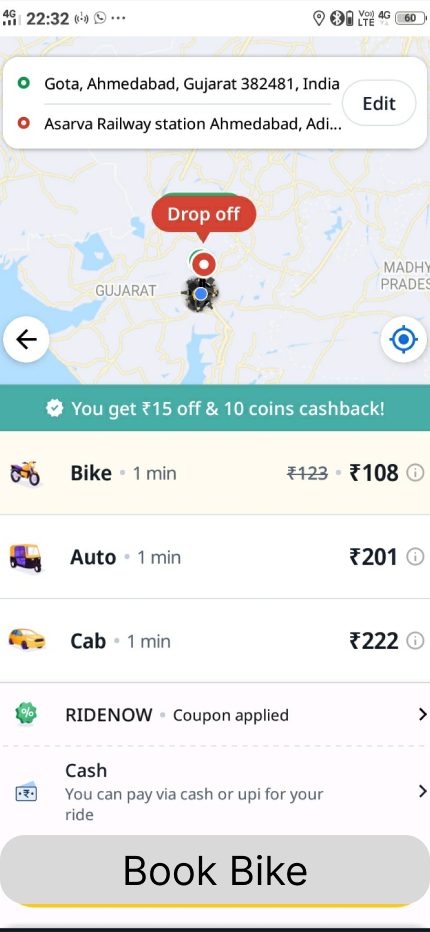 4G 22:32 ... Vo) LTE 4G 60
Gota, Ahmedabad, Gujarat 382481, India
Edit
Asarva Railway station Ahmedabad, Adi...
Drop off
GUJARAT
MADHY
PRADES
You get ₹15 off & 10 coins cashback!
Bike • 1 min ₹123 • ₹108
Auto • 1 min ₹201
Cab • 1 min ₹222
% RIDENOW • Coupon applied
Cash
You can pay via cash or upi for your
ride
Book Bike